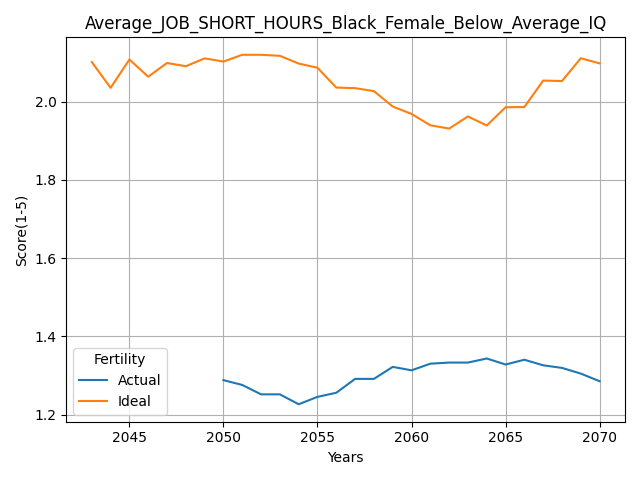 Average_JOB_SHORT_HOURS_Black_Female_Below_Average_IQ
Score(1-5)
2.0
1.8
1.6
1.4
1.2
Fertility
Actual
Ideal
2045
2050
2055
2060
2065
2070
Years